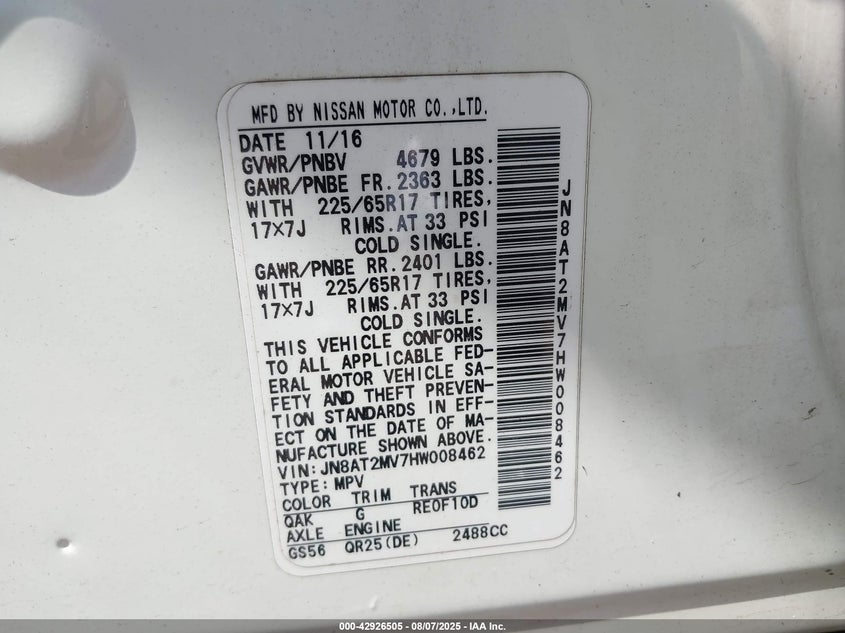 MFD BY NISSAN MOTOR CO.,LTD.
DATE 11/16
GVWR/PNBV 4679 LBS.
GAWR/PNBE FR. 2363 LBS.
WITH 225/65R17 TIRES,
17×7J RIMS.AT 33 PSI
COLD SINGLE.
GAWR/PNBE RR. 2401 LBS.
WITH 225/65R17 TIRES,
17×7J RIMS.AT 33 PSI
COLD SINGLE.
THIS VEHICLE CONFORMS
TO ALL APPLICABLE FED-
ERAL MOTOR VEHICLE SA-
FETY AND THEFT PREVEN-
TION STANDARDS IN EFF-
ECT ON THE DATE OF MA-
NUFACTURE SHOWN ABOVE.
VIN:JN8AT2MV7HW008462
TYPE:MPV
COLOR TRIM TRANS
QAK G RE0F10D
AXLE ENGINE
GS56 QR25(DE) 2488CC
JN8AT2MV7HW008462
000-42926505 - 08/07/2025 - IAA Inc.